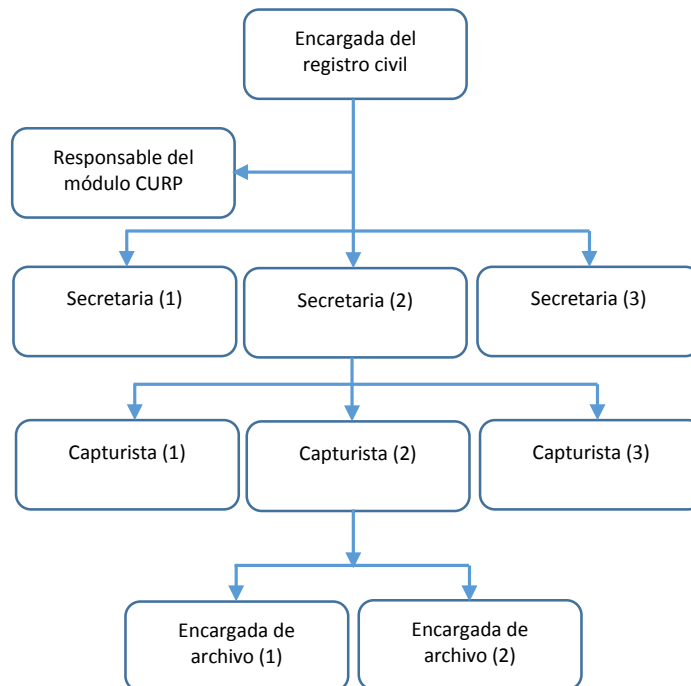 Encargada del
registro civil
Responsable del
módulo CURP
Secretaria (1)
Secretaria (2)
Secretaria (3)
Capturista (1)
Capturista (2)
Capturista (3)
Encargada de
archivo (1)
Encargada de
archivo (2)